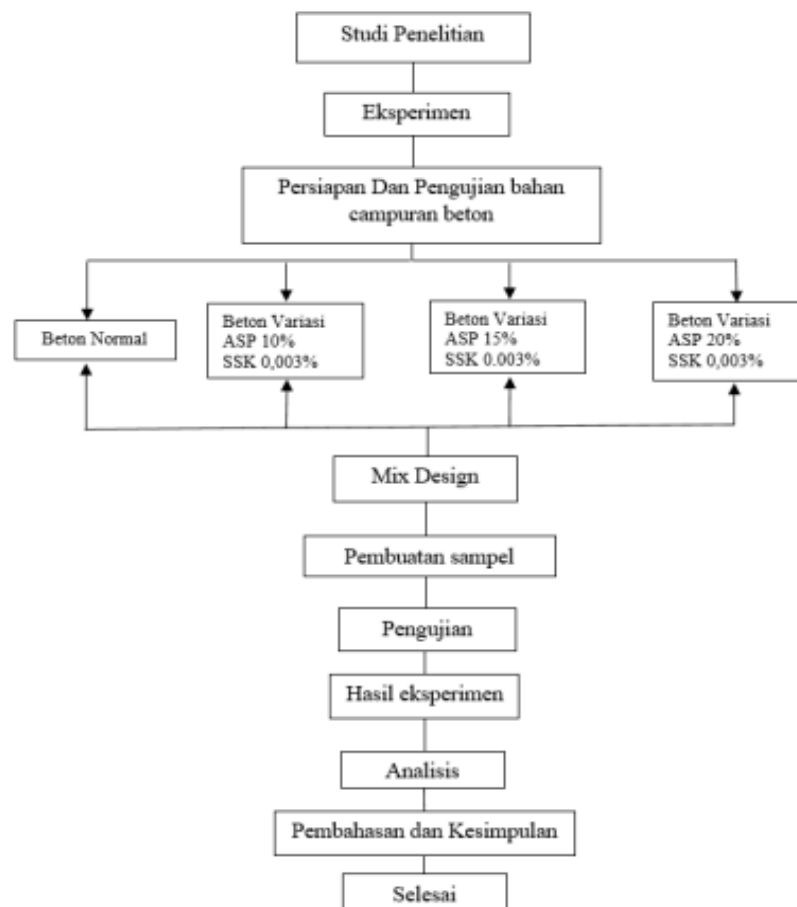 Studi Penelitian
Eksperimen
Persiapan Dan Pengujian bahan
campuran beton
Beton Normal
Beton Variasi
ASP 10%
SSK 0,003%
Beton Variasi
ASP 15%
SSK 0.003%
Beton Variasi
ASP 20%
SSK 0,003%
Mix Design
Pembuatan sampel
Pengujian
Hasil eksperimen
Analisis
Pembahasan dan Kesimpulan
Selesai